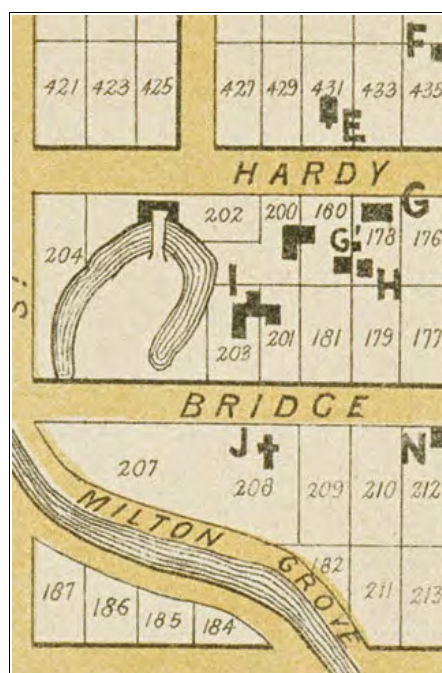 F
421 423 425 427 429 431 433 435
E
HARDY
G
202 200 180 178 176
204 G'
I H
203 201 181 179 177
S!
BRIDGE
J N
207 208 209 210 212
MILTON GROVE
182
187 186 185 184 211 213